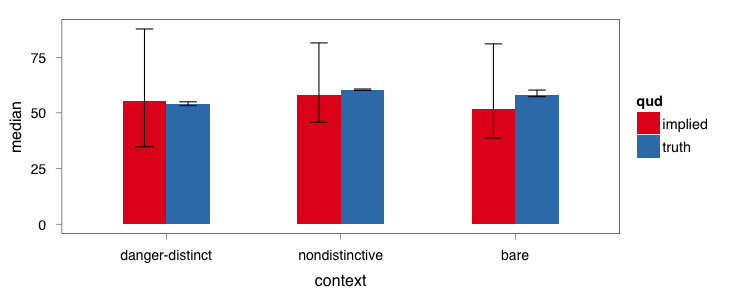 75
50
25
0
median
danger-distinct
nondistinctive
bare
context
qud
implied
truth